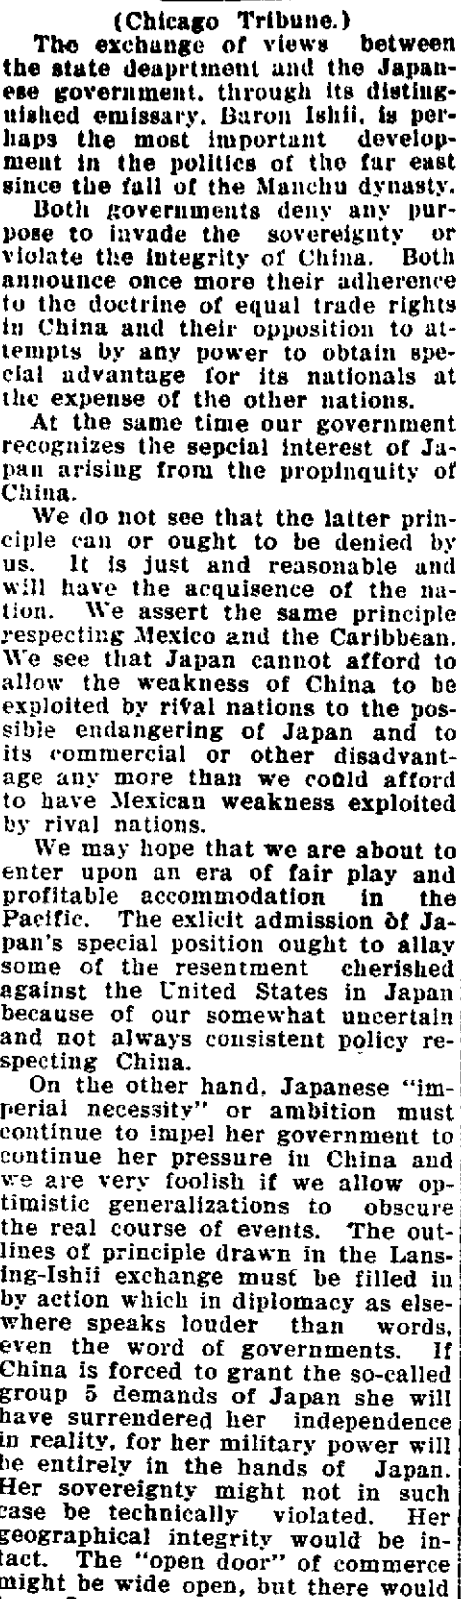 (Chicago Tribune.)
The exchange of views between
the state deaprtment and the Japan-
ese government, through its disting-
uished emissary, Baron Ishii, is per-
haps the most important develop-
ment in the politics of the far east
since the fall of the Manchu dynasty.
Both governments deny any pur-
pose to invade the sovereignty or
violate the integrity of China. Both
announce once more their adherence
to the doctrine of equal trade rights
in China and their opposition to at-
tempts by any power to obtain spe-
cial advantage for its nationals at
the expense of the other nations.
At the same time our government
recognizes the sepcial interest of Ja-
pan arising from the propinquity of
China.
We do not see that the latter prin-
ciple can or ought to be denied by
us. It is just and reasonable and
will have the acquisence of the na-
tion. We assert the same principle
respecting Mexico and the Caribbean.
We see that Japan cannot afford to
allow the weakness of China to be
exploited by rival nations to the pos-
sible endangering of Japan and to
its commercial or other disadvant-
age any more than we could afford
to have Mexican weakness exploited
by rival nations.
We may hope that we are about to
enter upon an era of fair play and
profitable accommodation in the
Pacific. The exlicit admission of Ja-
pan's special position ought to allay
some of the resentment cherished
against the United States in Japan
because of our somewhat uncertain
and not always consistent policy re-
specting China.
On the other hand, Japanese "im-
perial necessity" or ambition must
continue to impel her government to
continue her pressure in China and
we are very foolish if we allow op-
timistic generalizations to obscure
the real course of events. The out-
lines of principle drawn in the Lans-
ing-Ishii exchange must be filled in
by action which in diplomacy as else-
where speaks louder than words,
even the word of governments. If
China is forced to grant the so-called
group 5 demands of Japan she will
have surrendered her independence
in reality, for her military power will
be entirely in the hands of Japan.
Her sovereignty might not in such
case be technically violated. Her
geographical integrity would be in-
tact. The "open door" of commerce
might be wide open, but there would